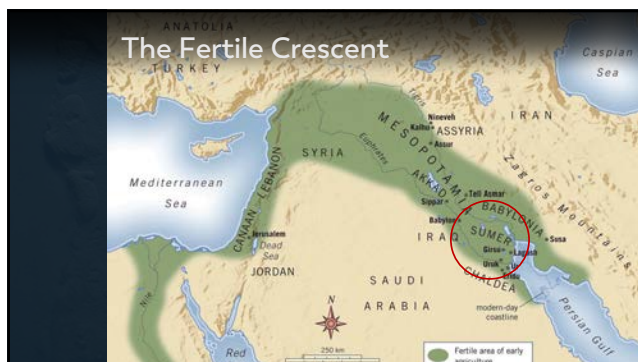 The Fertile Crescent
ANATOLIA
TURKEY
Caspian
Sea
Tigris
Nineveh
Kalhu
ASSYRIA
Assur
IRAN
MESOPOTAMIA
SYRIA
Euphrates
Zagros Mountains
Mediterranean
Sea
CANAAN
LEBANON
AKKAD
Tell Asmar
Sippar
BABYLONIA
Babylon
SUMER
Susa
IRAQ
Girsu
Lagash
Uruk
CHALDEA
Jerusalem
Dead
Sea
JORDAN
SAUDI
ARABIA
modern-day
coastline
Persian Gulf
Nile
N
Red
250 km
Fertile area of early